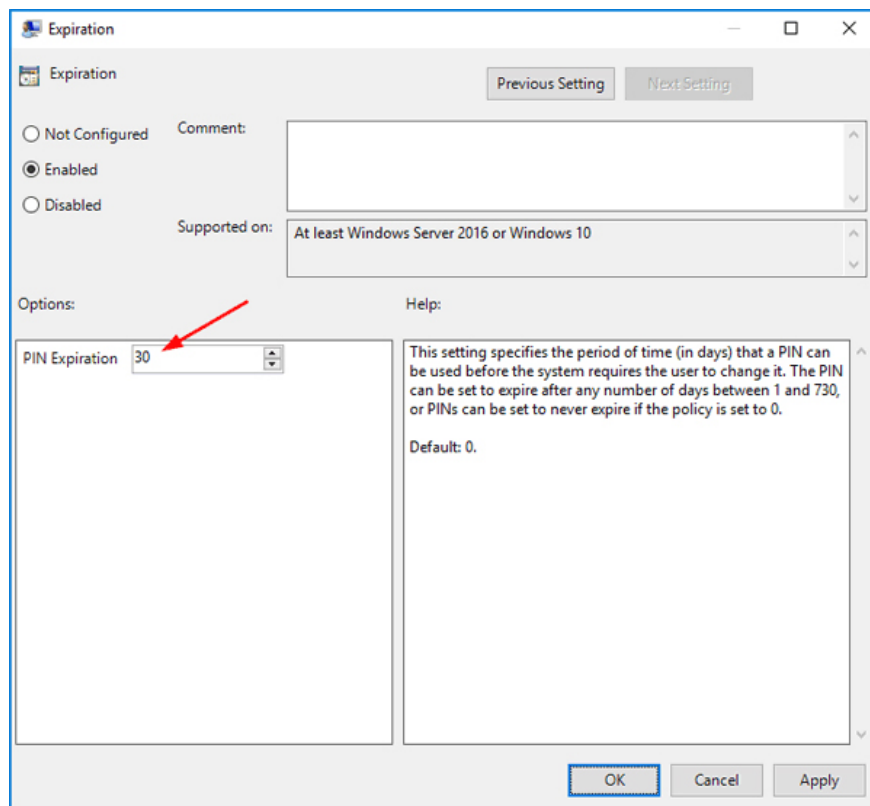 Expiration
Expiration
Previous Setting
Next Setting
Not Configured
Comment:
Enabled
Disabled
Supported on:
At least Windows Server 2016 or Windows 10
Options:
Help:
PIN Expiration
30
This setting specifies the period of time (in days) that a PIN can
be used before the system requires the user to change it. The PIN
can be set to expire after any number of days between 1 and 730,
or PINs can be set to never expire if the policy is set to 0.
Default: 0.
OK
Cancel
Apply